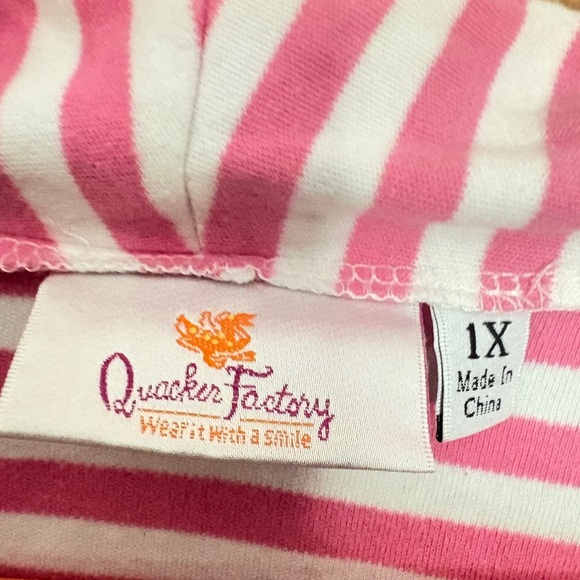 Quacker Factory
Wear it with a smile
1X
Made In
China